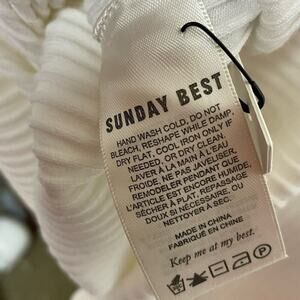 SUNDAY BEST
HAND WASH COLD, DO NOT
BLEACH, RESHAPE WHILE DAMP,
DRY FLAT, COOL IRON ONLY IF
NEEDED, OR DRY CLEAN.
LAVER À LA MAIN À L'EAU
FROIDE. NE PAS JAVELISER,
REMODELER PENDANT QUE
L'ARTICLE EST ENCORE HUMIDE,
SÉCHER À PLAT, REPASSAGE
DOUX SI NÉCESSAIRE, OU
NETTOYER À SEC.
MADE IN CHINA
FABRIQUÉ EN CHINE
Keep me at my best.